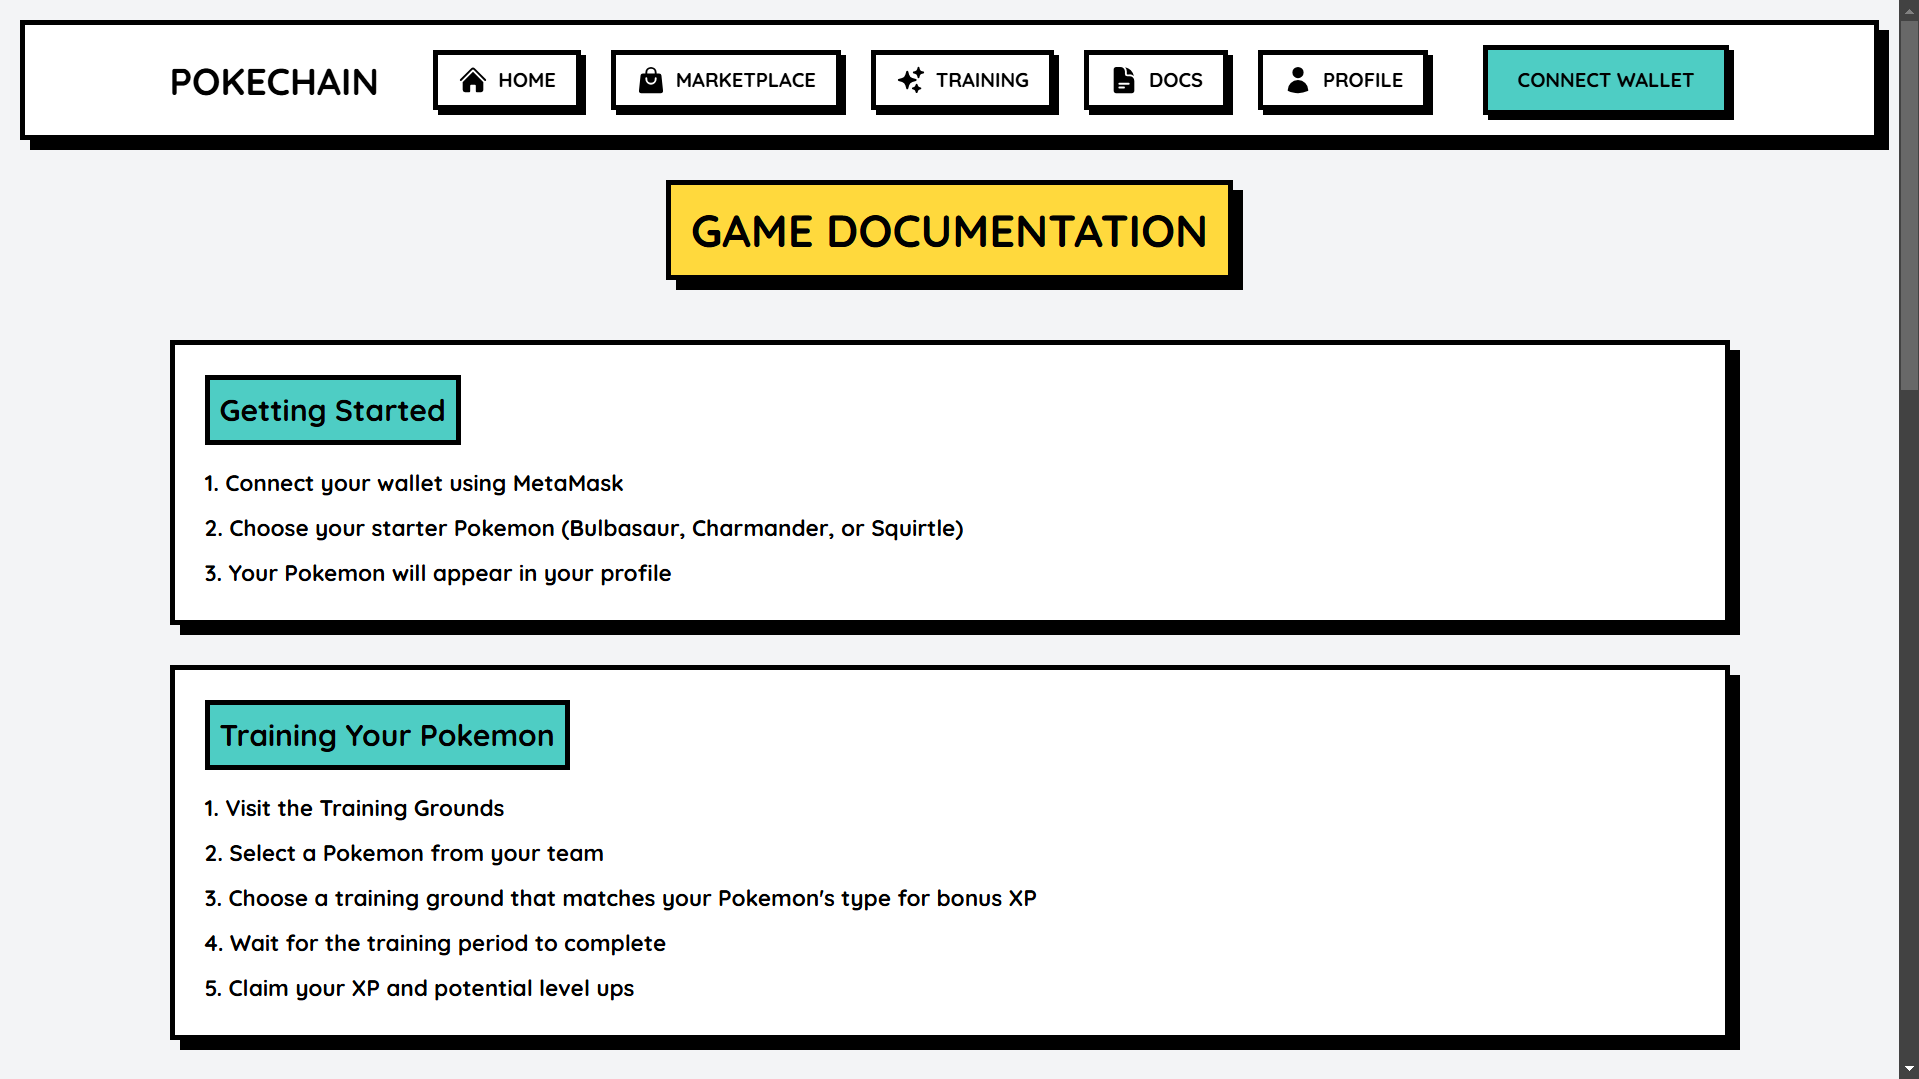 POKECHAIN
HOME
MARKETPLACE
TRAINING
DOCS
PROFILE
CONNECT WALLET
GAME DOCUMENTATION
Getting Started
1. Connect your wallet using MetaMask
2. Choose your starter Pokemon (Bulbasaur, Charmander, or Squirtle)
3. Your Pokemon will appear in your profile
Training Your Pokemon
1. Visit the Training Grounds
2. Select a Pokemon from your team
3. Choose a training ground that matches your Pokemon's type for bonus XP
4. Wait for the training period to complete
5. Claim your XP and potential level ups